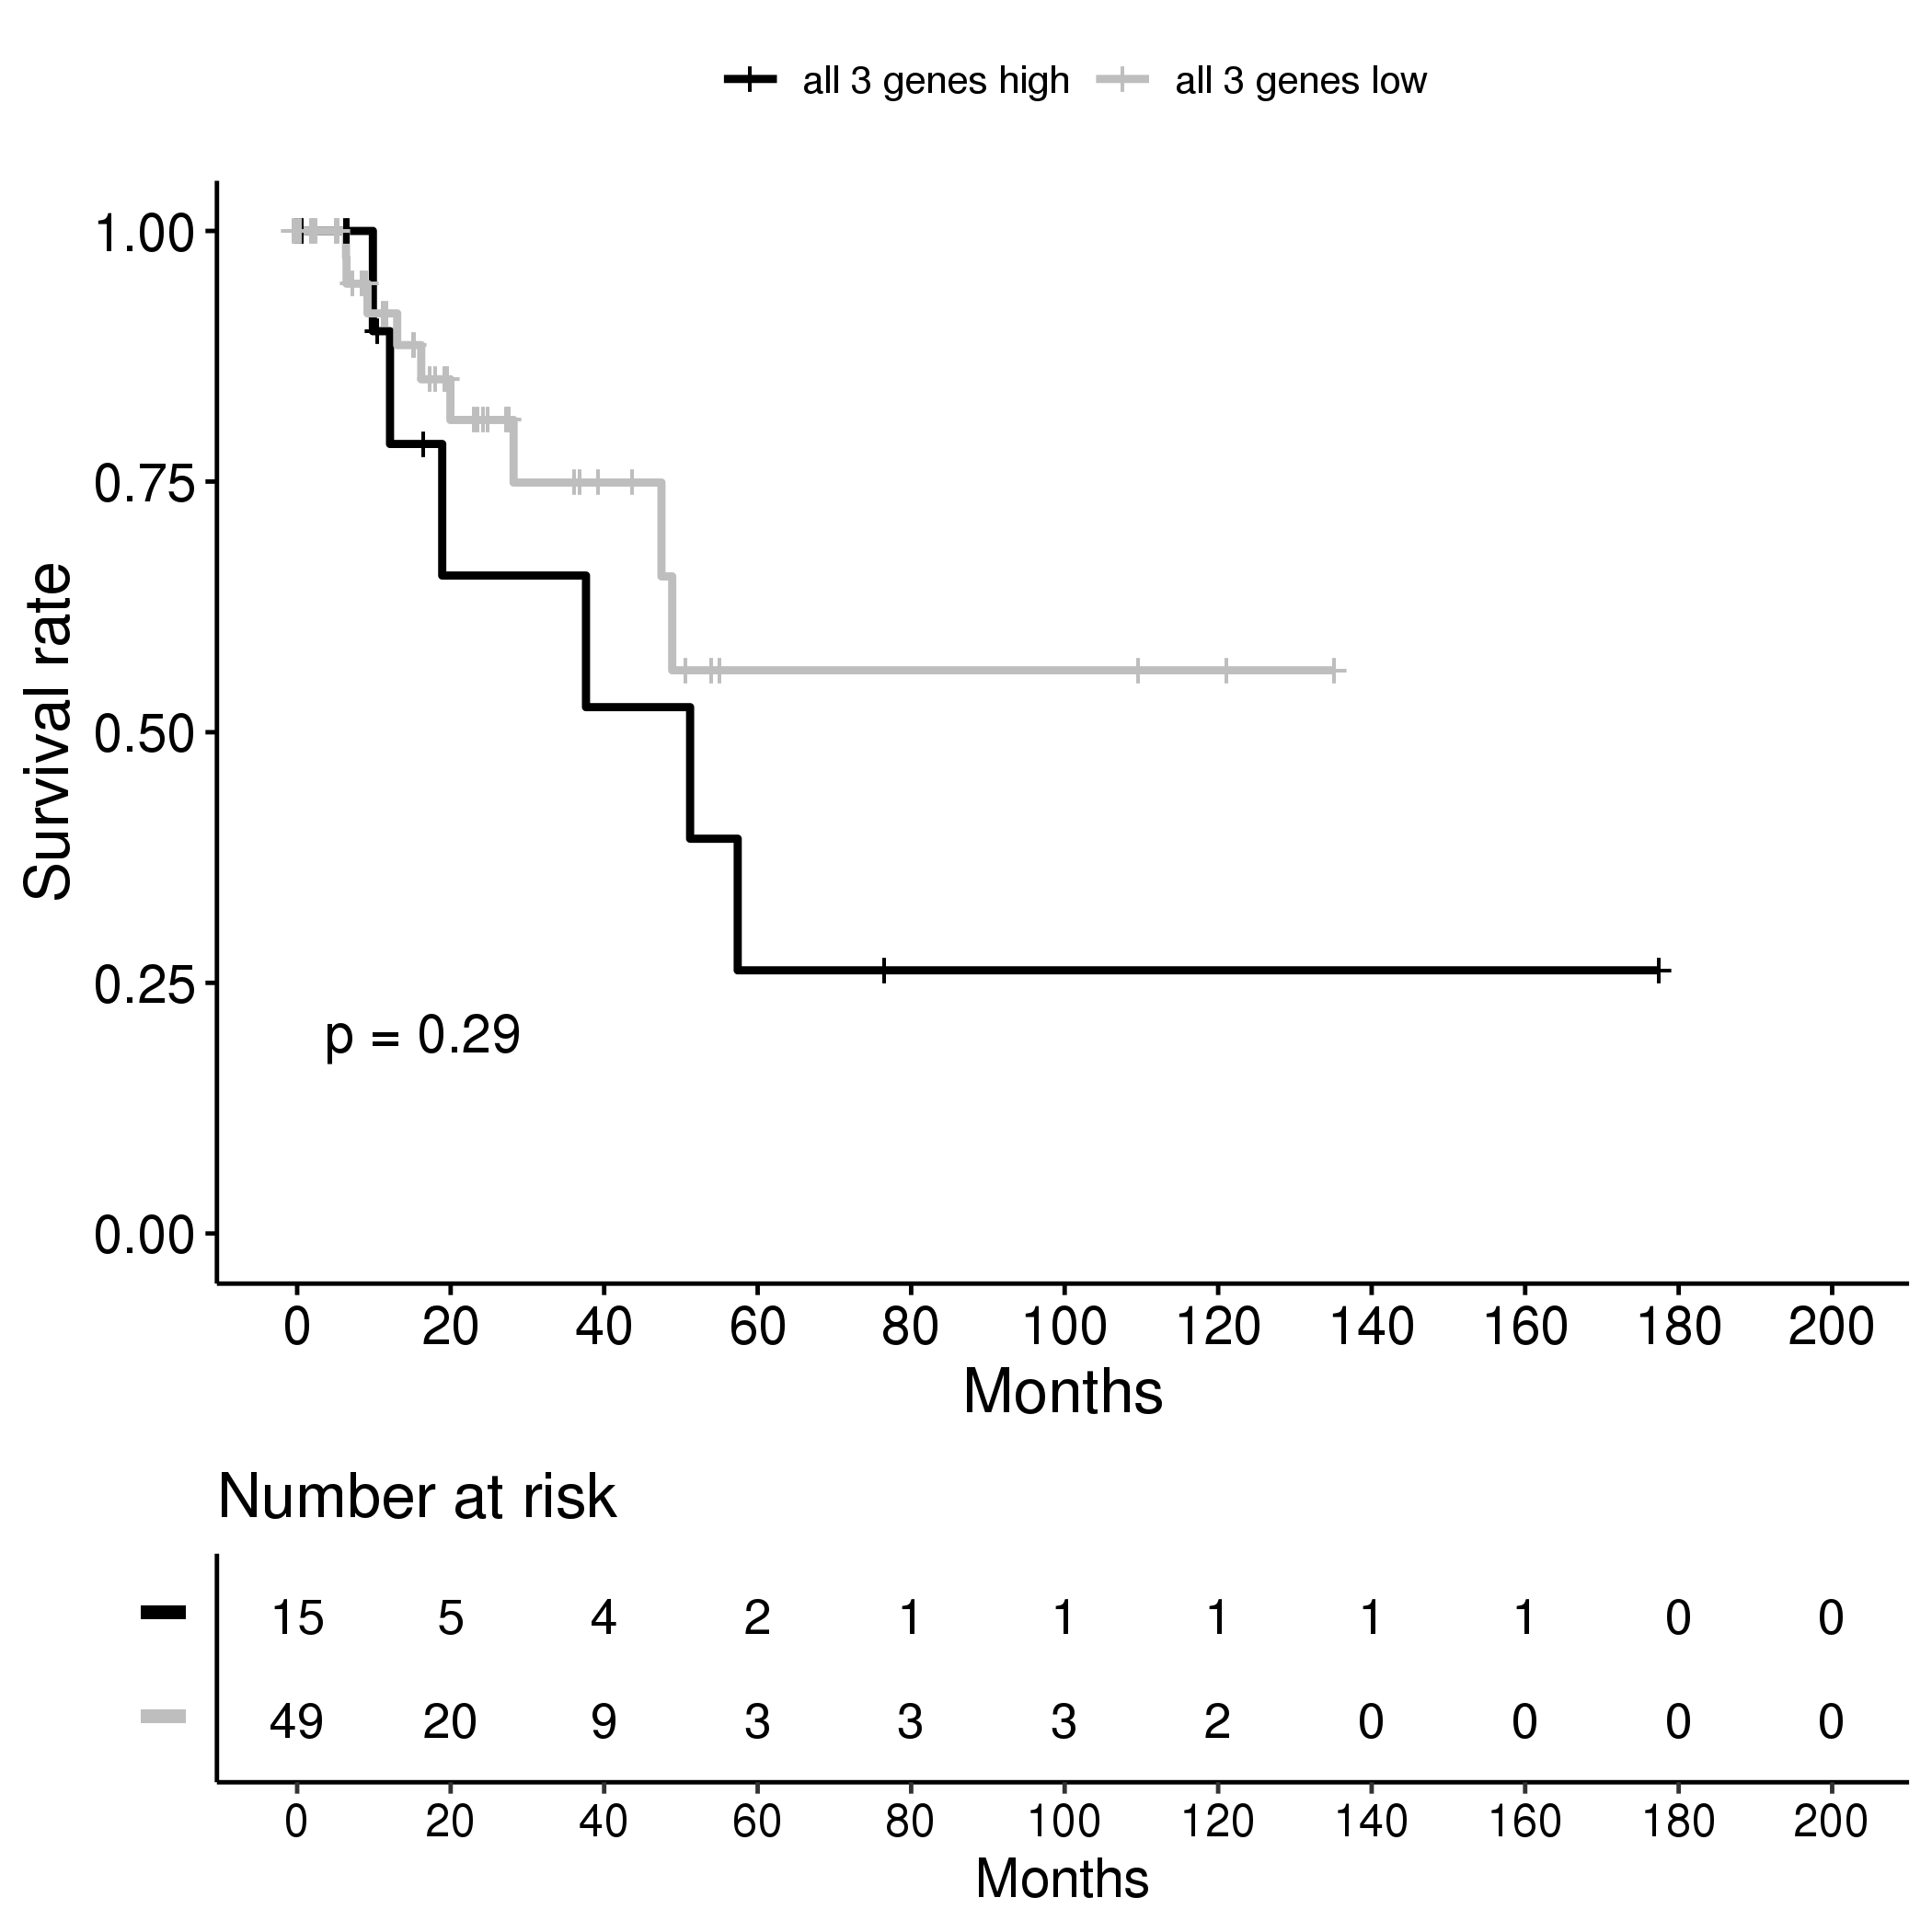 all 3 genes high all 3 genes low
1.00
0.75
0.50
0.25
0.00
Survival rate
p = 0.29
0 20 40 60 80 100 120 140 160 180 200
Months
Number at risk
15 5 4 2 1 1 1 1 1 0 0
49 20 9 3 3 3 2 0 0 0 0
0 20 40 60 80 100 120 140 160 180 200
Months